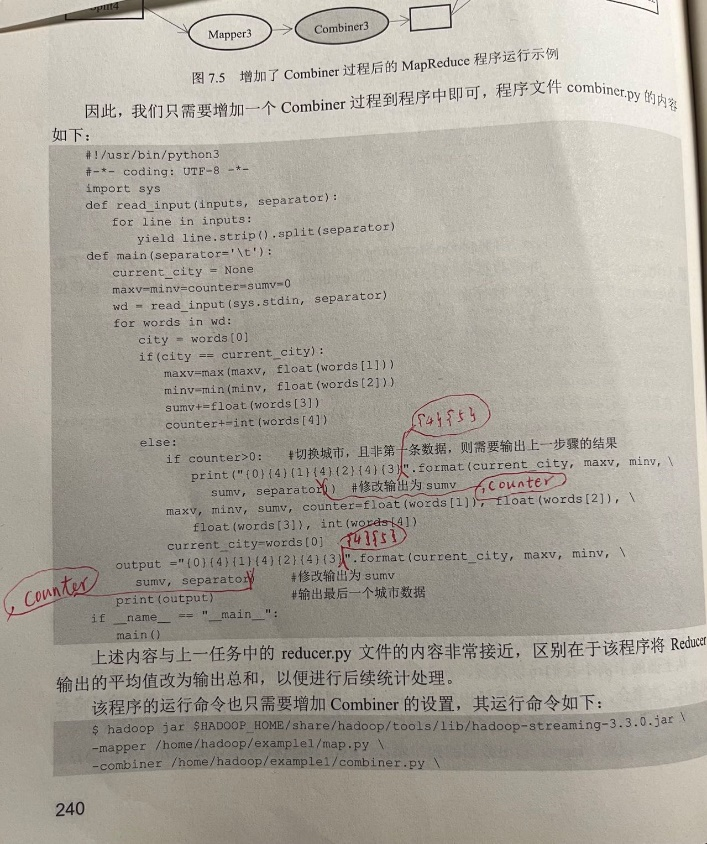 Mapper3
Combiner3
图 7.5 增加了 Combiner 过程后的 MapReduce 程序运行示例
因此，我们只需要增加一个 Combiner 过程到程序中即可，程序文件 combiner.py 的内容
如下：
#!/usr/bin/python3
#-*- coding: UTF-8 -*-
import sys
def read_input(inputs, separator):
for line in inputs:
yield line.strip().split(separator)
def main(separator='\t'):
current_city = None
maxv=minv=counter=sumv=0
wd = read_input(sys.stdin, separator)
for words in wd:
city = words[0]
if(city == current_city):
maxv=max(maxv, float(words[1]))
minv=min(minv, float(words[2]))
sumv+=float(words[3])
counter+=int(words[4])
{4}{5}
else:
if counter>0: #切换城市，且非第一条数据，则需要输出上一步骤的结果
print("{0}{4}{1}{4}{2}{4}{3}".format(current_city, maxv, minv, \
sumv, separator)) #修改输出为 sumv
, counter
maxv, minv, sumv, counter=float(words[1]), float(words[2]), \
float(words[3]), int(words[4])
current_city=words[0]
{4}{5}
output ="{0}{4}{1}{4}{2}{4}{3}".format(current_city, maxv, minv, \
sumv, separator) #修改输出为 sumv
, counter
print(output) #输出最后一个城市数据
if __name__ == "__main__":
main()
上述内容与上一任务中的 reducer.py 文件的内容非常接近，区别在于该程序将 Reducer
输出的平均值改为输出总和，以便进行后续统计处理。
该程序的运行命令也只需要增加 Combiner 的设置，其运行命令如下：
$ hadoop jar $HADOOP_HOME/share/hadoop/tools/lib/hadoop-streaming-3.3.0.jar \
-mapper /home/hadoop/example1/map.py \
-combiner /home/hadoop/example1/combiner.py \
240